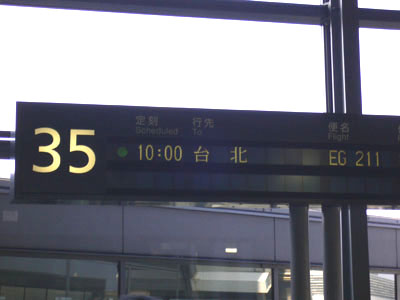 35
定刻 行先 便名
Scheduled To Flight
10:00 台北 EG 211